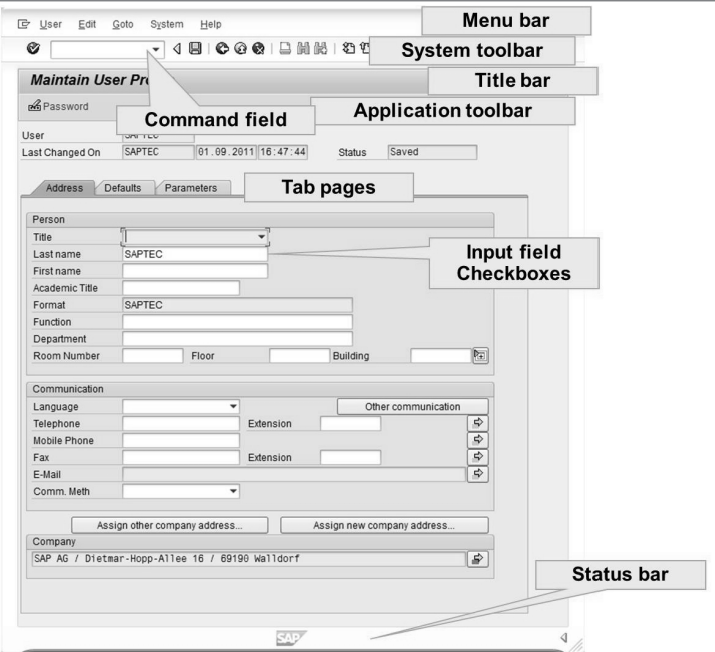 User Edit Goto System Help
Menu bar
System toolbar
Maintain User Pr
Title bar
Password
Command field
Application toolbar
User SAPTEC
Last Changed On SAPTEC 01.09.2011 16:47:44 Status Saved
Address Defaults Parameters
Tab pages
Person
Title
Last name SAPTEC
Input field
Checkboxes
First name
Academic Title
Format SAPTEC
Function
Department
Room Number Floor Building
Communication
Language Other communication
Telephone Extension
Mobile Phone
Fax Extension
E-Mail
Comm. Meth
Assign other company address... Assign new company address...
Company
SAP AG / Dietmar-Hopp-Allee 16 / 69190 Walldorf
Status bar
SAP